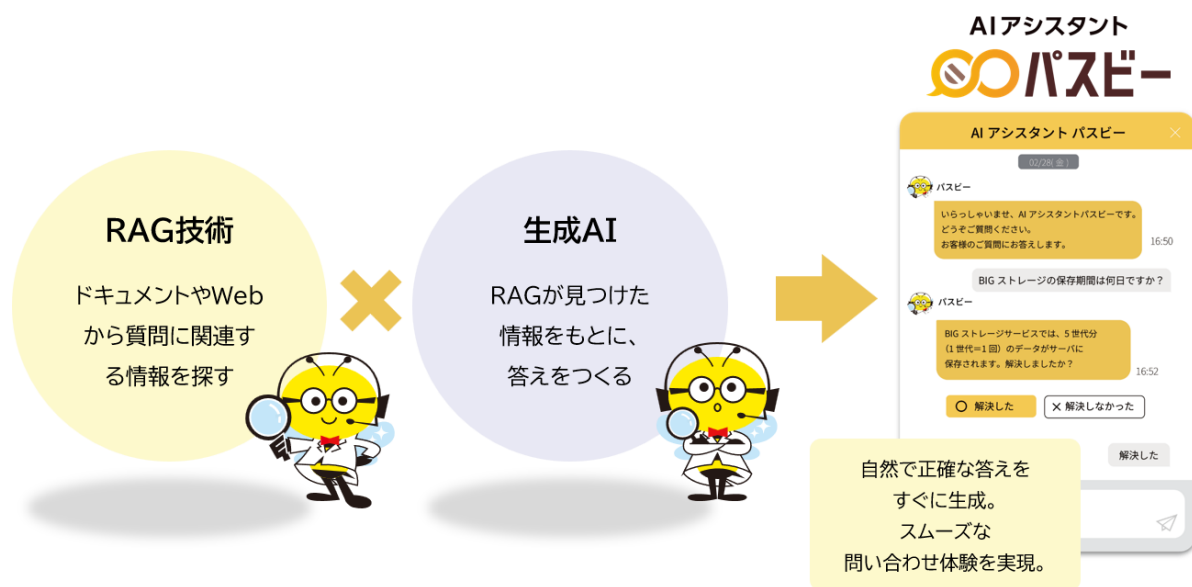 AIアシスタント
パスビー
RAG技術
ドキュメントやWeb
から質問に関連す
る情報を探す
生成AI
RAGが見つけた
情報をもとに、
答えをつくる
AI アシスタント パスビー
02/28( 金 )
パスビー
いらっしゃいませ、AI アシスタントパスビーです。
どうぞご質問ください。
お客様のご質問にお答えします。
16:50
BIG ストレージの保存期間は何日ですか？
パスビー
BIG ストレージサービスでは、5 世代分
（1 世代＝1 回）のデータがサーバに
保存されます。解決しましたか？
16:52
解決した
解決しなかった
解決した
自然で正確な答えを
すぐに生成。
スムーズな
問い合わせ体験を実現。